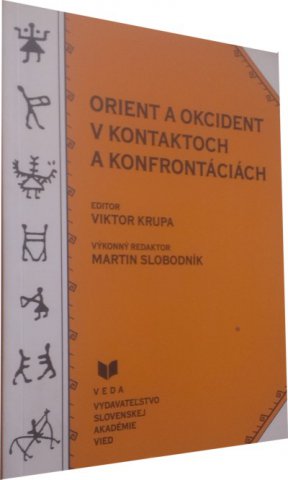 ORIENT A OKCIDENT
V KONTAKTOCH
A KONFRONTÁCIÁCH
EDITOR
VIKTOR KRUPA
VÝKONNÝ REDAKTOR
MARTIN SLOBODNÍK
VEDA
VYDAVATEĽSTVO
SLOVENSKEJ
AKADÉMIE
VIED